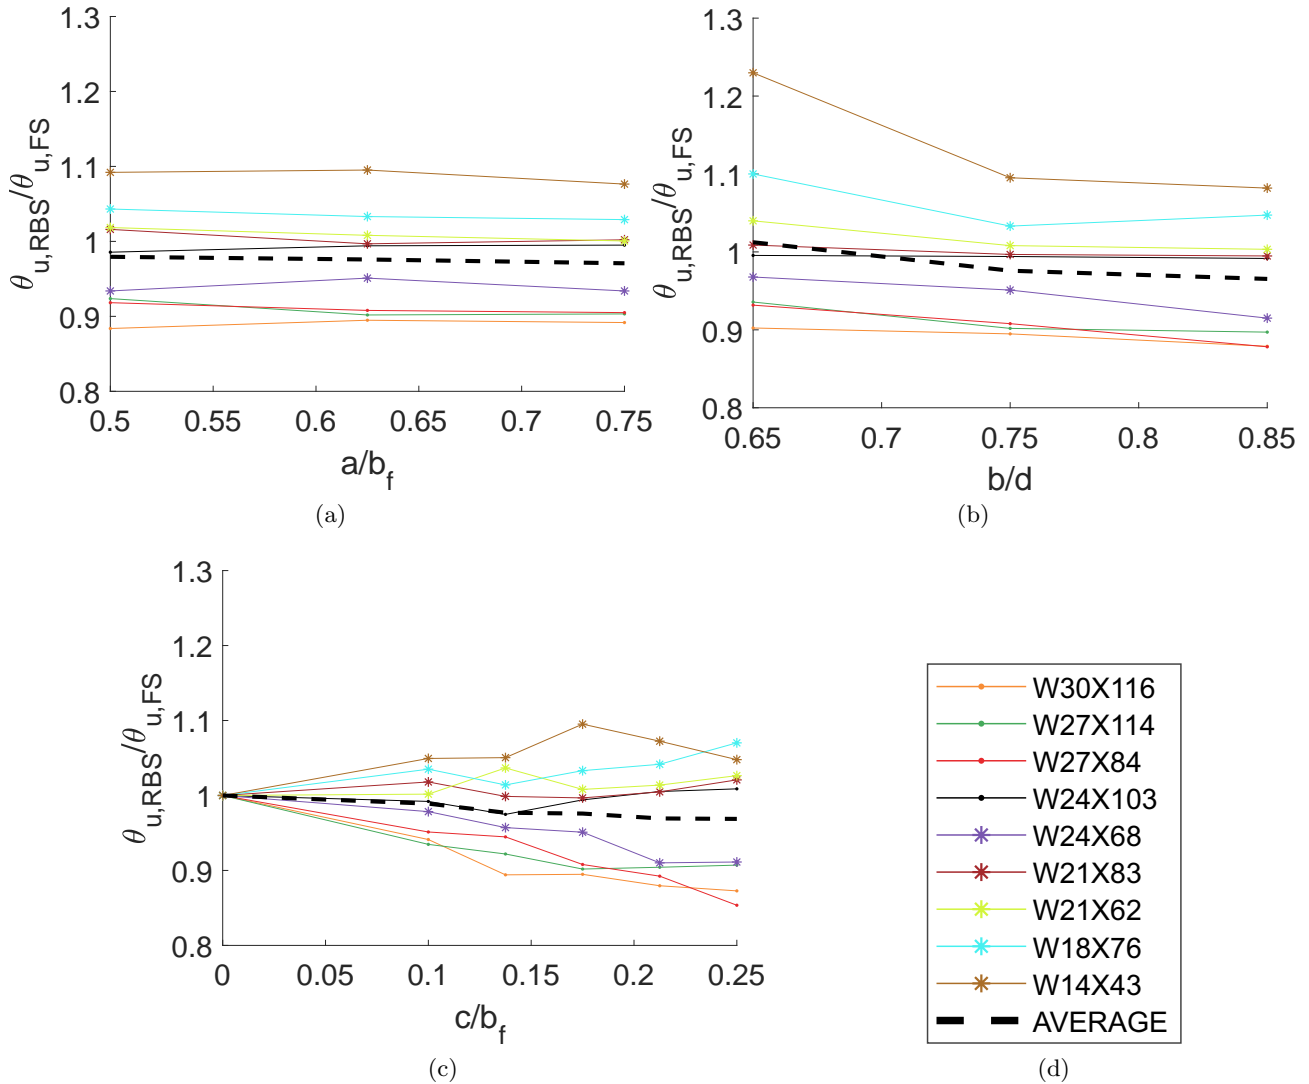 1.3
1.2
1.1
1
0.9
0.8
θu,RBS/θu,FS
0.5 0.55 0.6 0.65 0.7 0.75
a/bf
(a)
1.3
1.2
1.1
1
0.9
0.8
θu,RBS/θu,FS
0.65 0.7 0.75 0.8 0.85
b/d
(b)
1.3
1.2
1.1
1
0.9
0.8
θu,RBS/θu,FS
0 0.05 0.1 0.15 0.2 0.25
c/bf
(c)
W30X116
W27X114
W27X84
W24X103
W24X68
W21X83
W21X62
W18X76
W14X43
AVERAGE
(d)